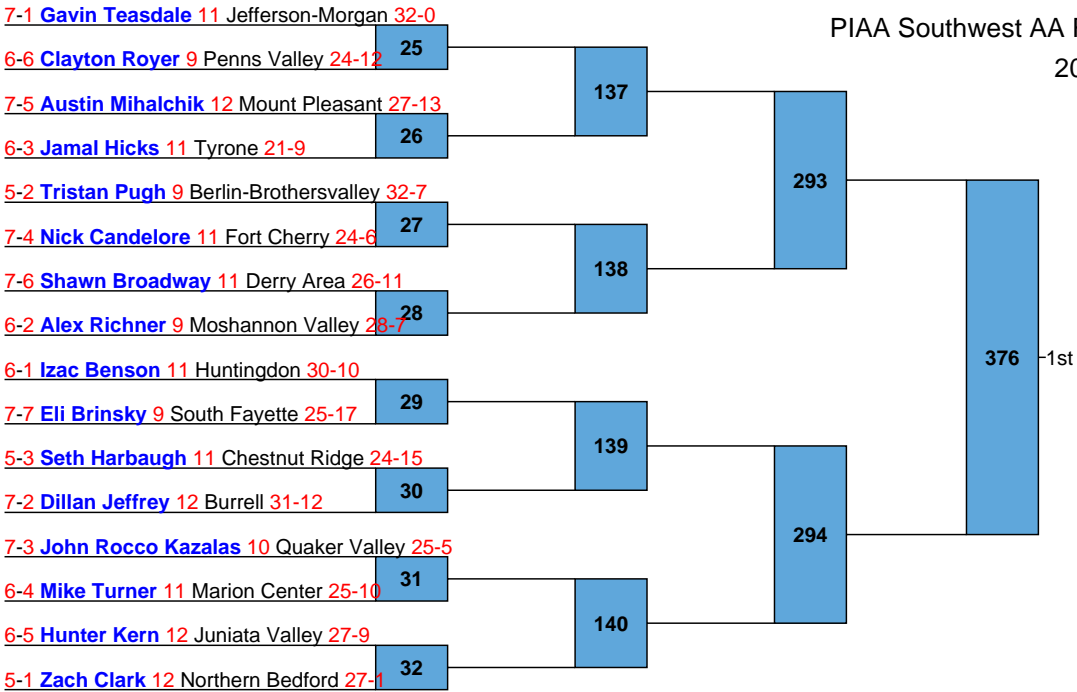 7-1 Gavin Teasdale 11 Jefferson-Morgan 32-0
PIAA Southwest AA
25
6-6 Clayton Royer 9 Penns Valley 24-12
20
137
7-5 Austin Mihalchik 12 Mount Pleasant 27-13
26
6-3 Jamal Hicks 11 Tyrone 21-9
293
5-2 Tristan Pugh 9 Berlin-Brothersvalley 32-7
27
7-4 Nick Candelore 11 Fort Cherry 24-6
138
7-6 Shawn Broadway 11 Derry Area 26-11
28
6-2 Alex Richner 9 Moshannon Valley 28-7
376
1st
6-1 Izac Benson 11 Huntingdon 30-10
29
7-7 Eli Brinsky 9 South Fayette 25-17
139
5-3 Seth Harbaugh 11 Chestnut Ridge 24-15
30
7-2 Dillan Jeffrey 12 Burrell 31-12
294
7-3 John Rocco Kazalas 10 Quaker Valley 25-5
31
6-4 Mike Turner 11 Marion Center 25-10
140
6-5 Hunter Kern 12 Juniata Valley 27-9
32
5-1 Zach Clark 12 Northern Bedford 27-1